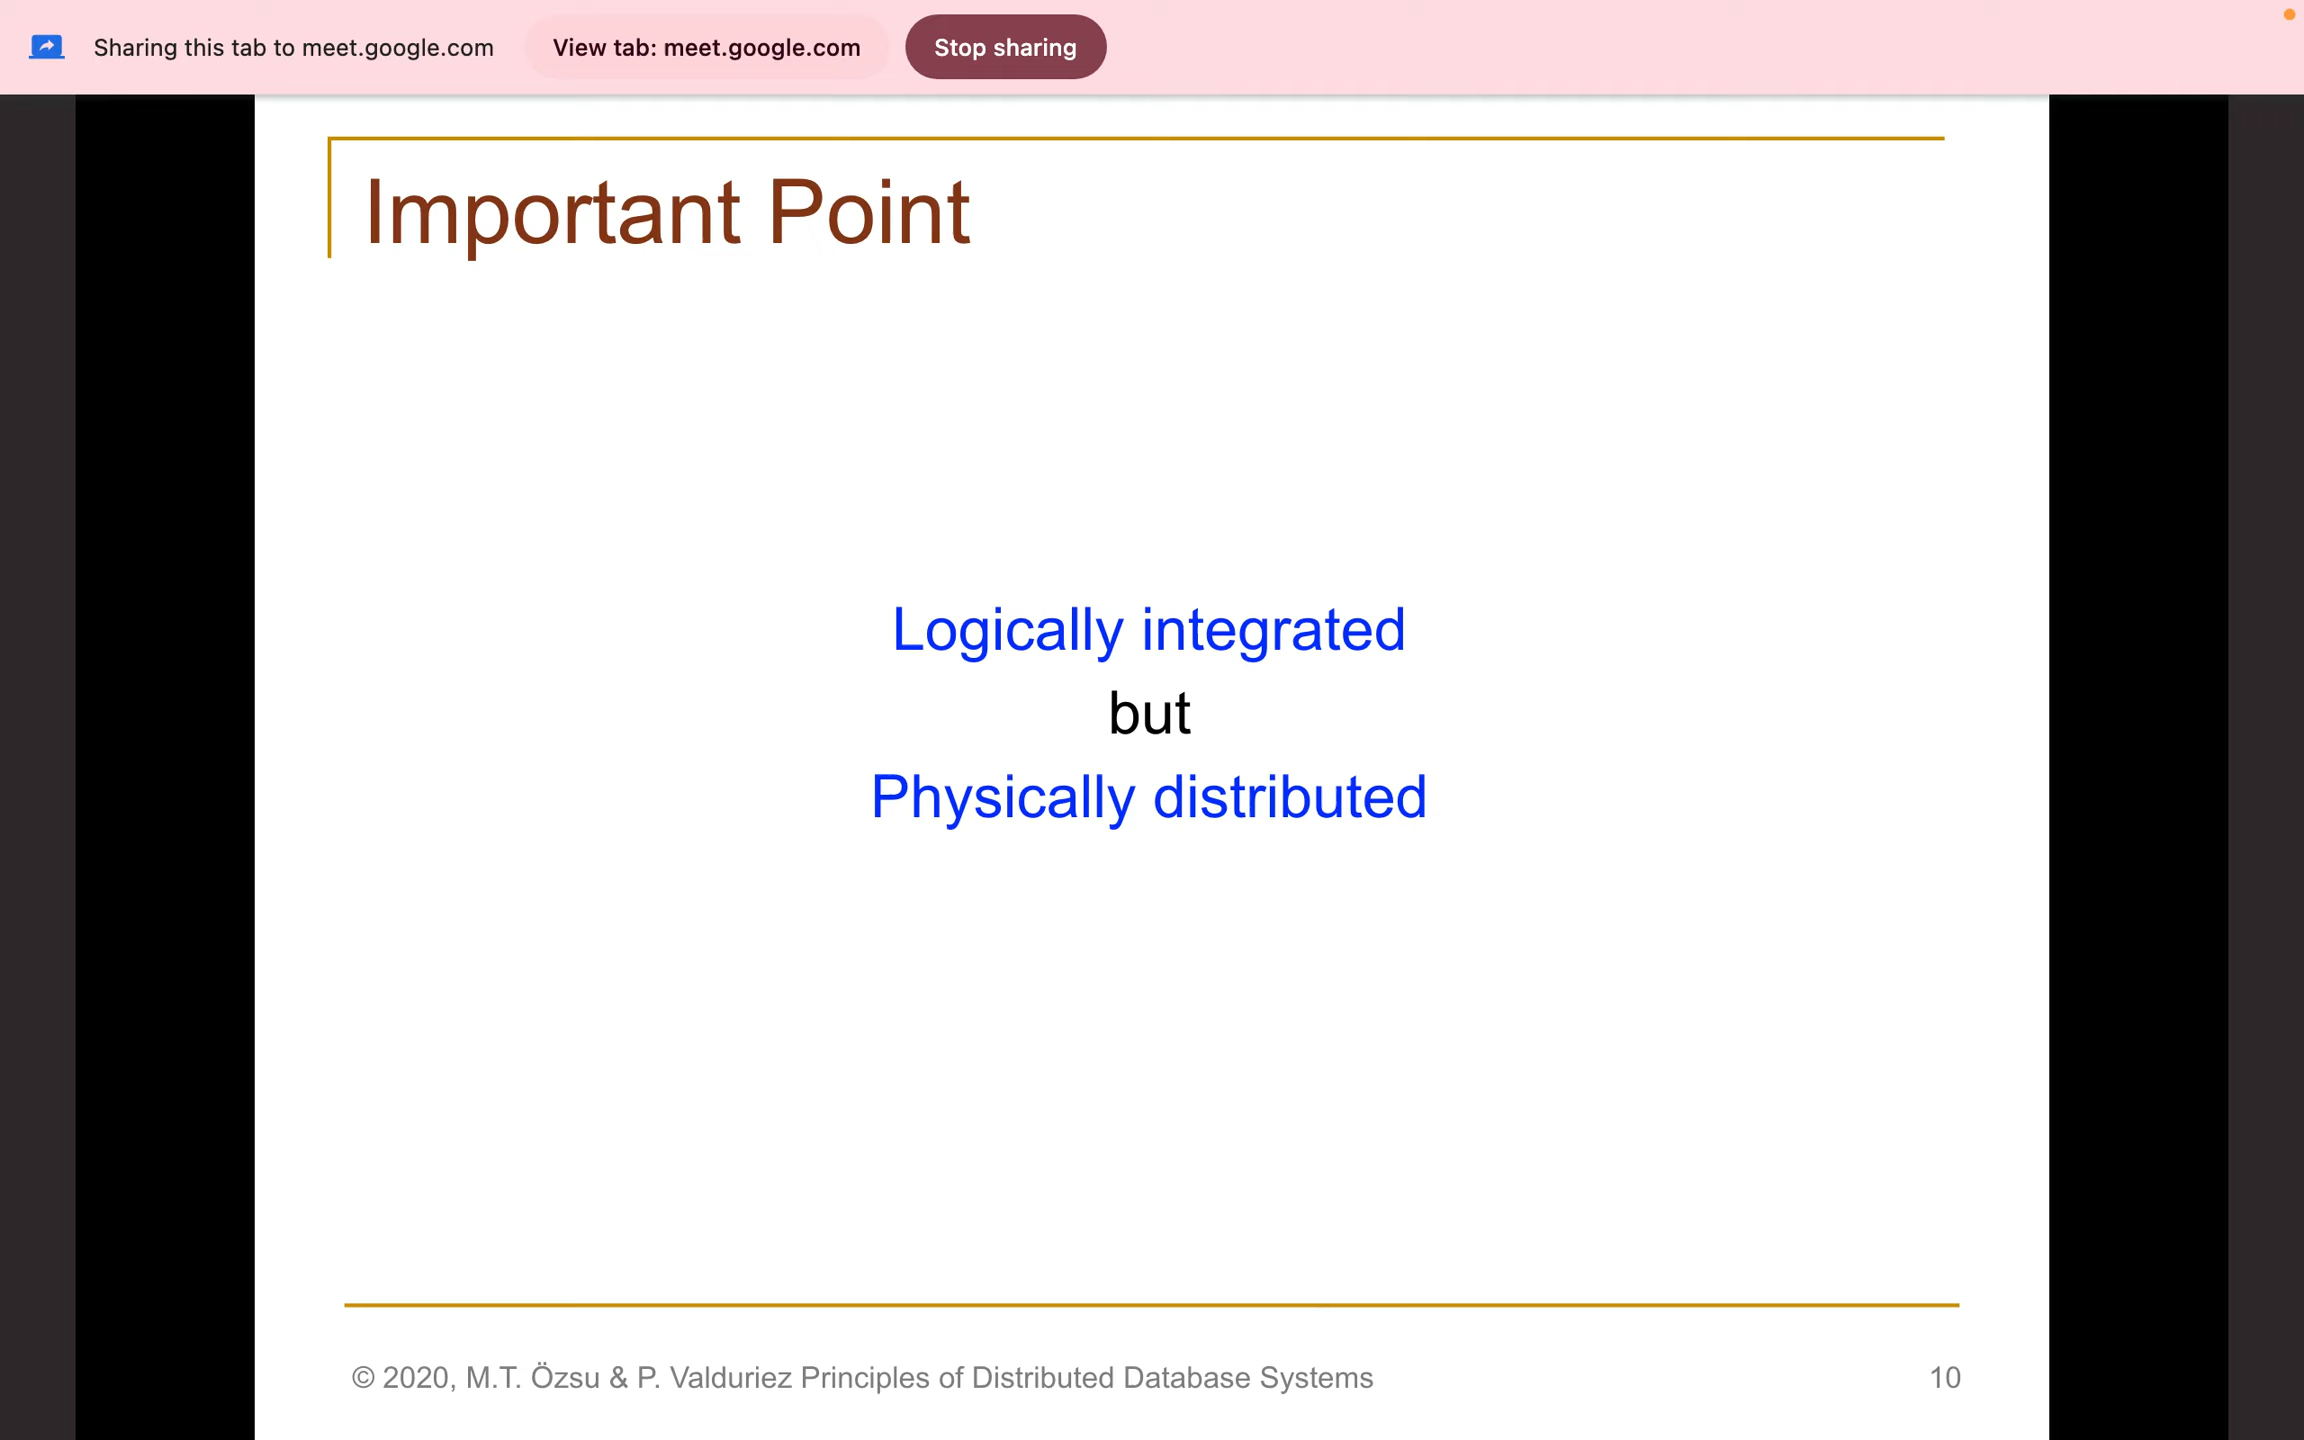 Sharing this tab to meet.google.com View tab: meet.google.com Stop sharing
Important Point
Logically integrated
but
Physically distributed
© 2020, M.T. Özsu & P. Valduriez Principles of Distributed Database Systems 10